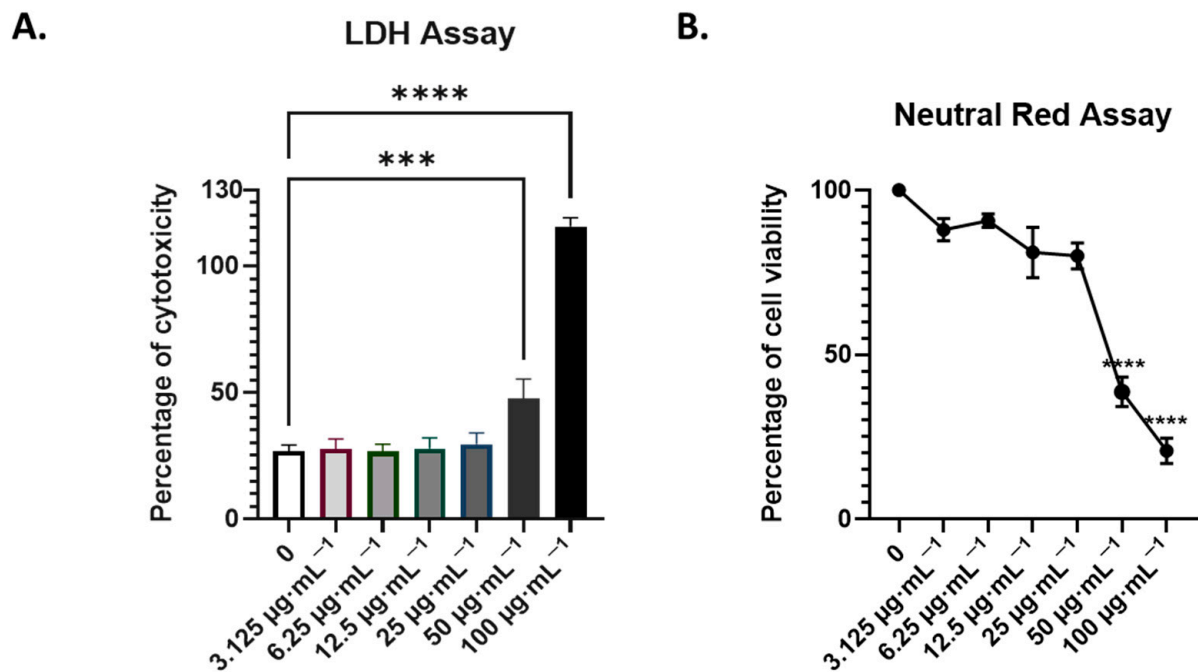 A.
LDH Assay
****
***
Percentage of cytotoxicity
130
100
50
0
0
3.125 µg·mL⁻¹
6.25 µg·mL⁻¹
12.5 µg·mL⁻¹
25 µg·mL⁻¹
50 µg·mL⁻¹
100 µg·mL⁻¹
B.
Neutral Red Assay
Percentage of cell viability
100
50
0
****
****
0
3.125 µg·mL⁻¹
6.25 µg·mL⁻¹
12.5 µg·mL⁻¹
25 µg·mL⁻¹
50 µg·mL⁻¹
100 µg·mL⁻¹